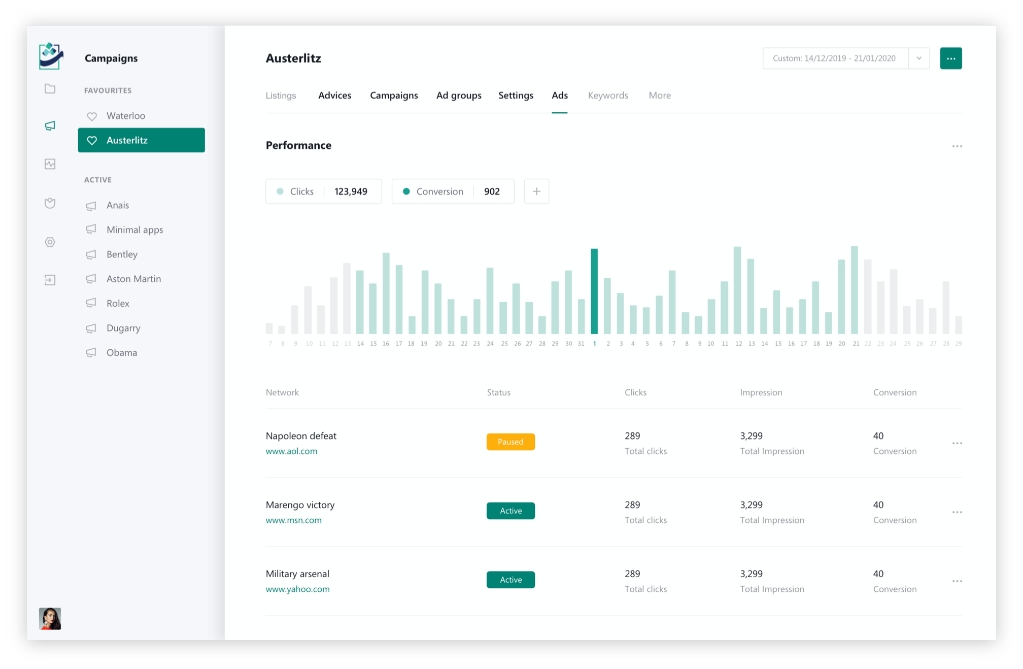 Campaigns
FAVOURITES
Waterloo
Austerlitz
ACTIVE
Anais
Minimal apps
Bentley
Aston Martin
Rolex
Dugarry
Obama
Austerlitz
Custom: 14/12/2019 - 21/01/2020
Listings Advices Campaigns Ad groups Settings Ads Keywords More
Performance
Clicks 123,949 Conversion 902 +
7 8 9 10 11 12 13 14 15 16 17 18 19 20 21 22 23 24 25 26 27 28 29 30 31 1 2 3 4 5 6 7 8 9 10 11 12 13 14 15 16 17 18 19 20 21 22 23 24 25 26 27 28 29
Network Status Clicks Impression Conversion
Napoleon defeat Paused 289 3,299 40
www.aol.com Total clicks Total Impression Conversion
Marengo victory Active 289 3,299 40
www.msn.com Total clicks Total Impression Conversion
Military arsenal Active 289 3,299 40
www.yahoo.com Total clicks Total Impression Conversion